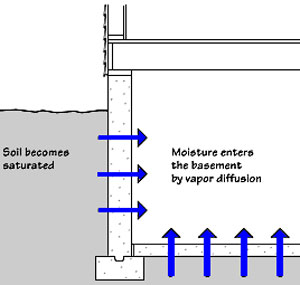 Soil becomes
saturated
Moisture enters
the basement
by vapor diffusion